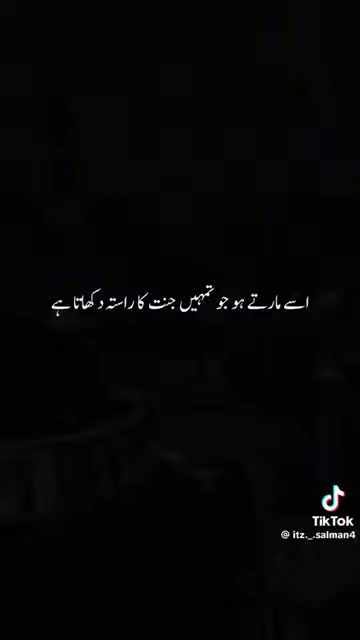 اسے مارتے ہو جو تمہیں جنت کا راستہ دکھاتا ہے
TikTok
@ itz._.salman4